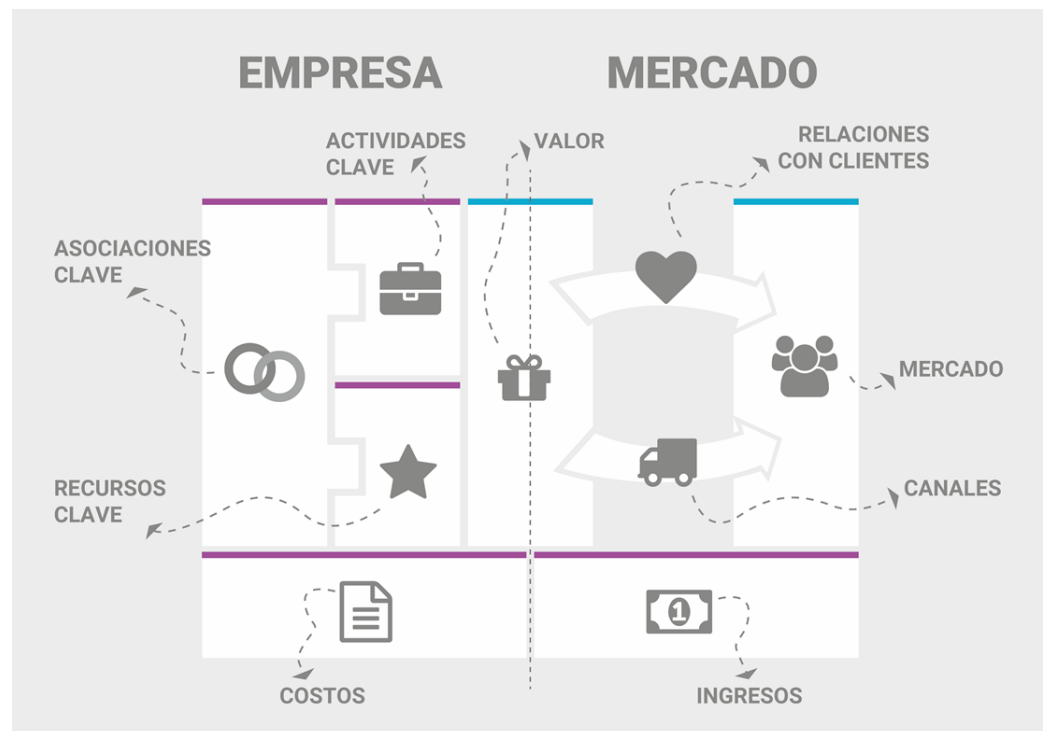 EMPRESA
MERCADO
ACTIVIDADES
CLAVE
VALOR
RELACIONES
CON CLIENTES
ASOCIACIONES
CLAVE
MERCADO
RECURSOS
CLAVE
CANALES
1
COSTOS
INGRESOS